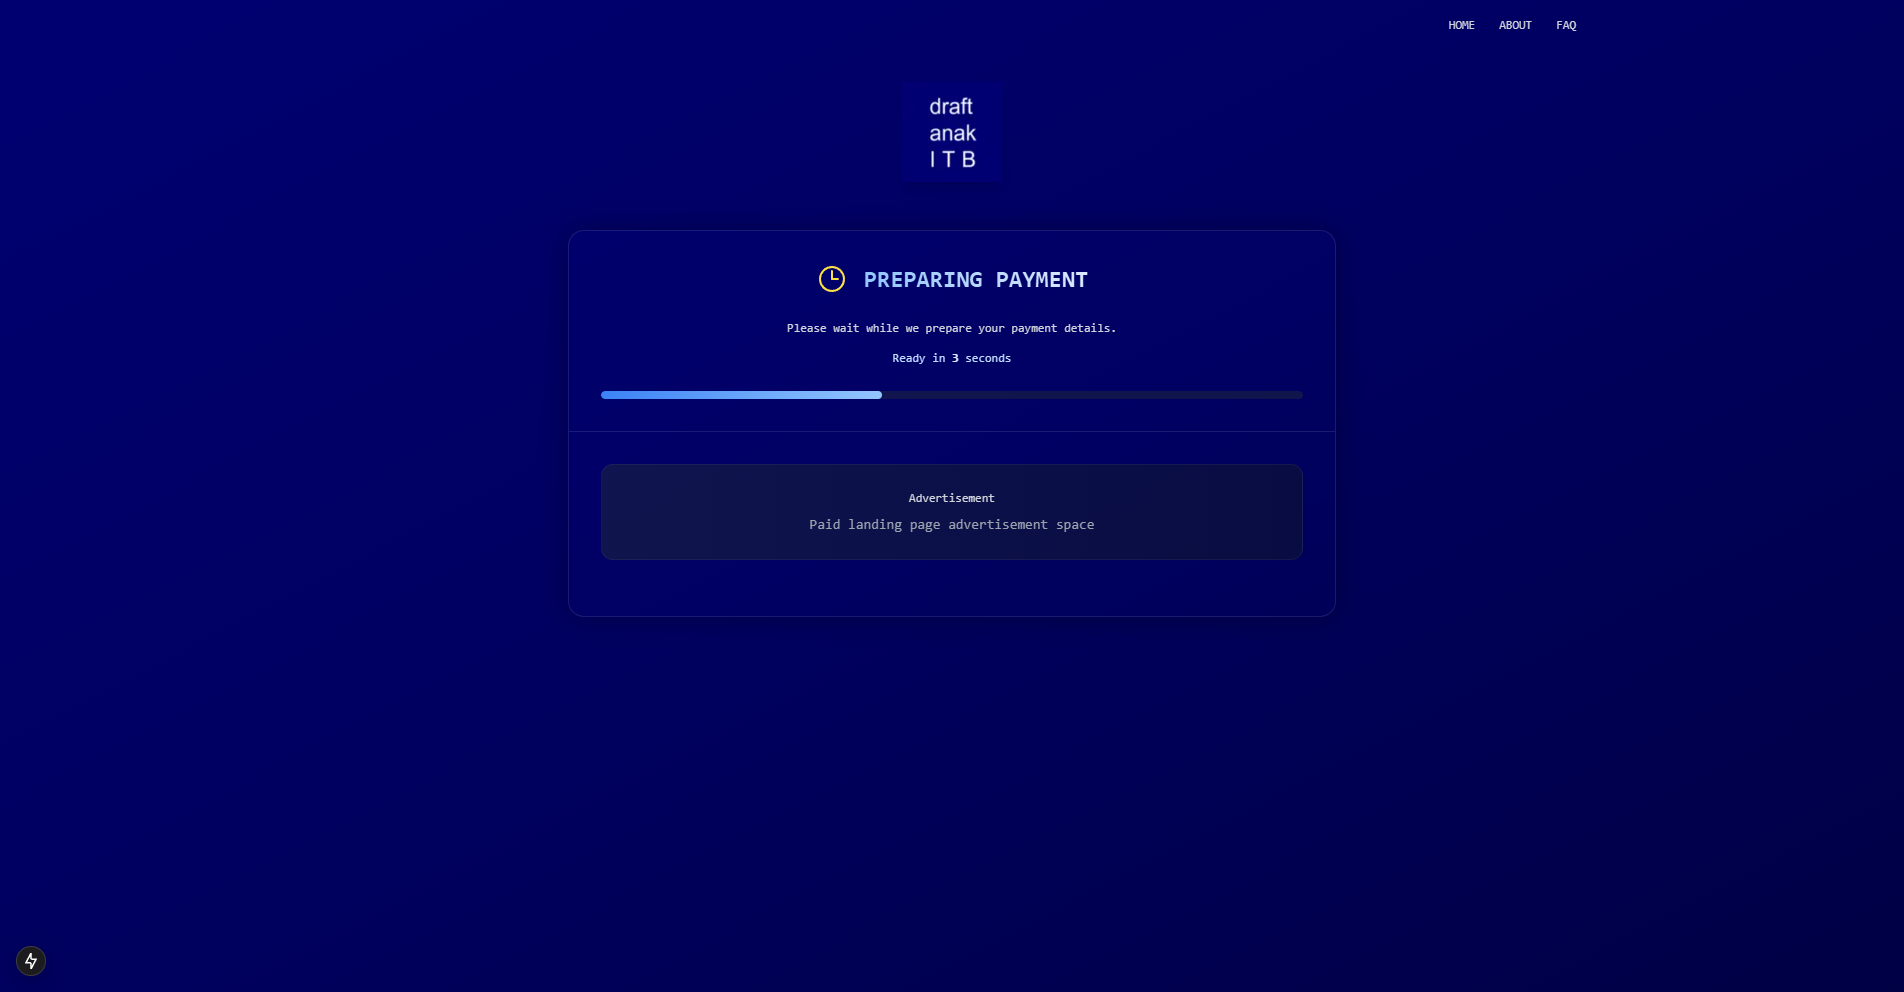 HOME ABOUT FAQ
draft
anak
I T B
PREPARING PAYMENT
Please wait while we prepare your payment details.
Ready in 3 seconds
Advertisement
Paid landing page advertisement space